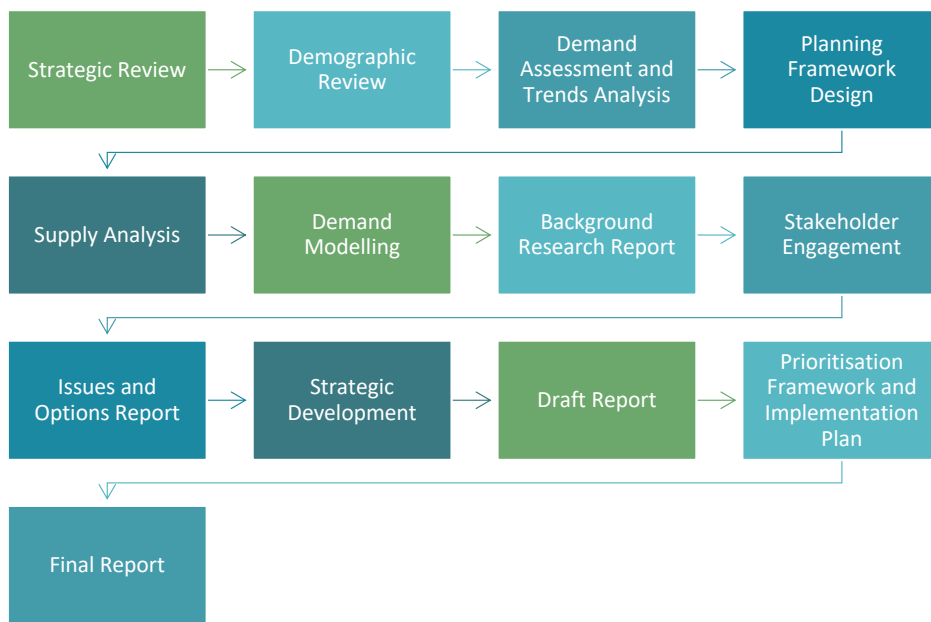 Strategic Review
Demographic
Review
Demand
Assessment and
Trends Analysis
Planning
Framework
Design
Supply Analysis
Demand
Modelling
Background
Research Report
Stakeholder
Engagement
Issues and
Options Report
Strategic
Development
Draft Report
Prioritisation
Framework and
Implementation
Plan
Final Report